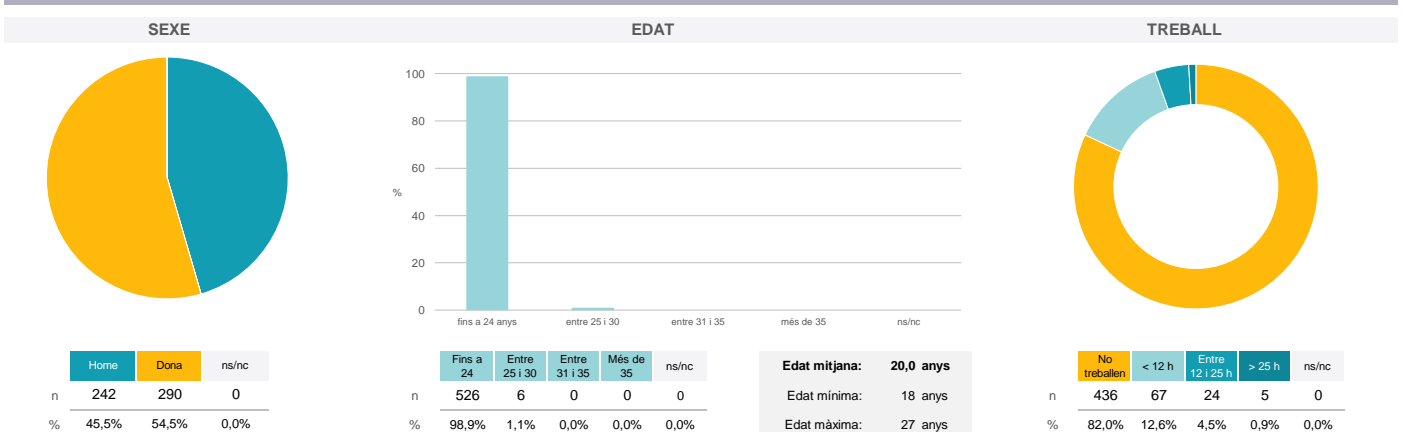 SEXE EDAT TREBALL
100
80
60
%
40
20
0
fins a 24 anys entre 25 i 30 entre 31 i 35 més de 35 ns/nc
Home Dona ns/nc
n 242 290 0
% 45,5% 54,5% 0,0%
Fins a 24 Entre 25 i 30 Entre 31 i 35 Més de 35 ns/nc
n 526 6 0 0 0
% 98,9% 1,1% 0,0% 0,0% 0,0%
Edat mitjana: 20,0 anys
Edat mínima: 18 anys
Edat màxima: 27 anys
No treballen < 12 h Entre 12 i 25 h > 25 h ns/nc
n 436 67 24 5 0
% 82,0% 12,6% 4,5% 0,9% 0,0%